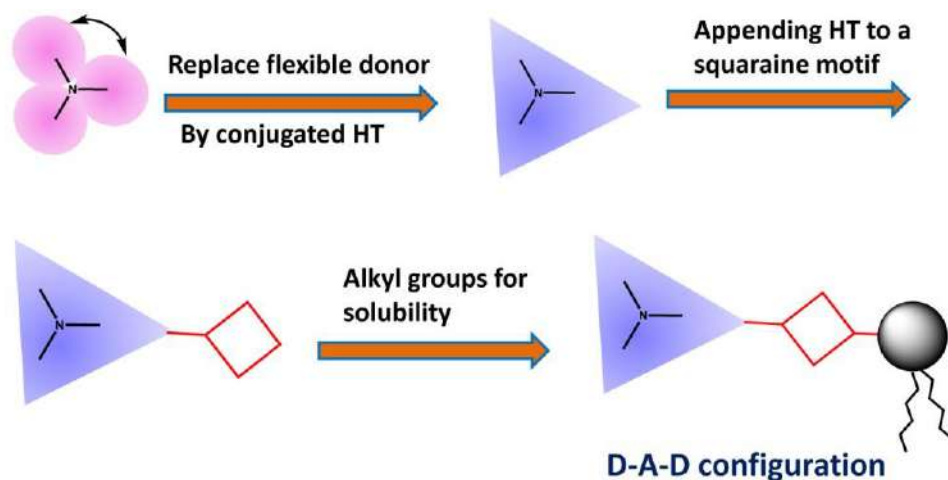 N
Replace flexible donor
By conjugated HT
N
Appending HT to a
squaraine motif
N
Alkyl groups for
solubility
N
D-A-D configuration